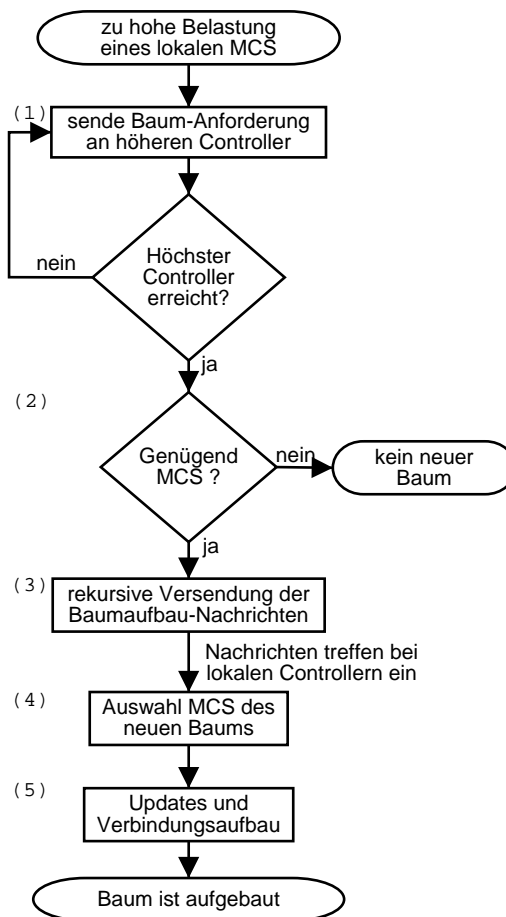 zu hohe Belastung
eines lokalen MCS
(1)
sende Baum-Anforderung
an höheren Controller
Höchster
Controller
erreicht?
nein
ja
(2)
Genügend
MCS ?
nein
kein neuer
Baum
ja
(3)
rekursive Versendung der
Baumaufbau-Nachrichten
Nachrichten treffen bei
lokalen Controllern ein
(4)
Auswahl MCS des
neuen Baums
(5)
Updates und
Verbindungsaufbau
Baum ist aufgebaut